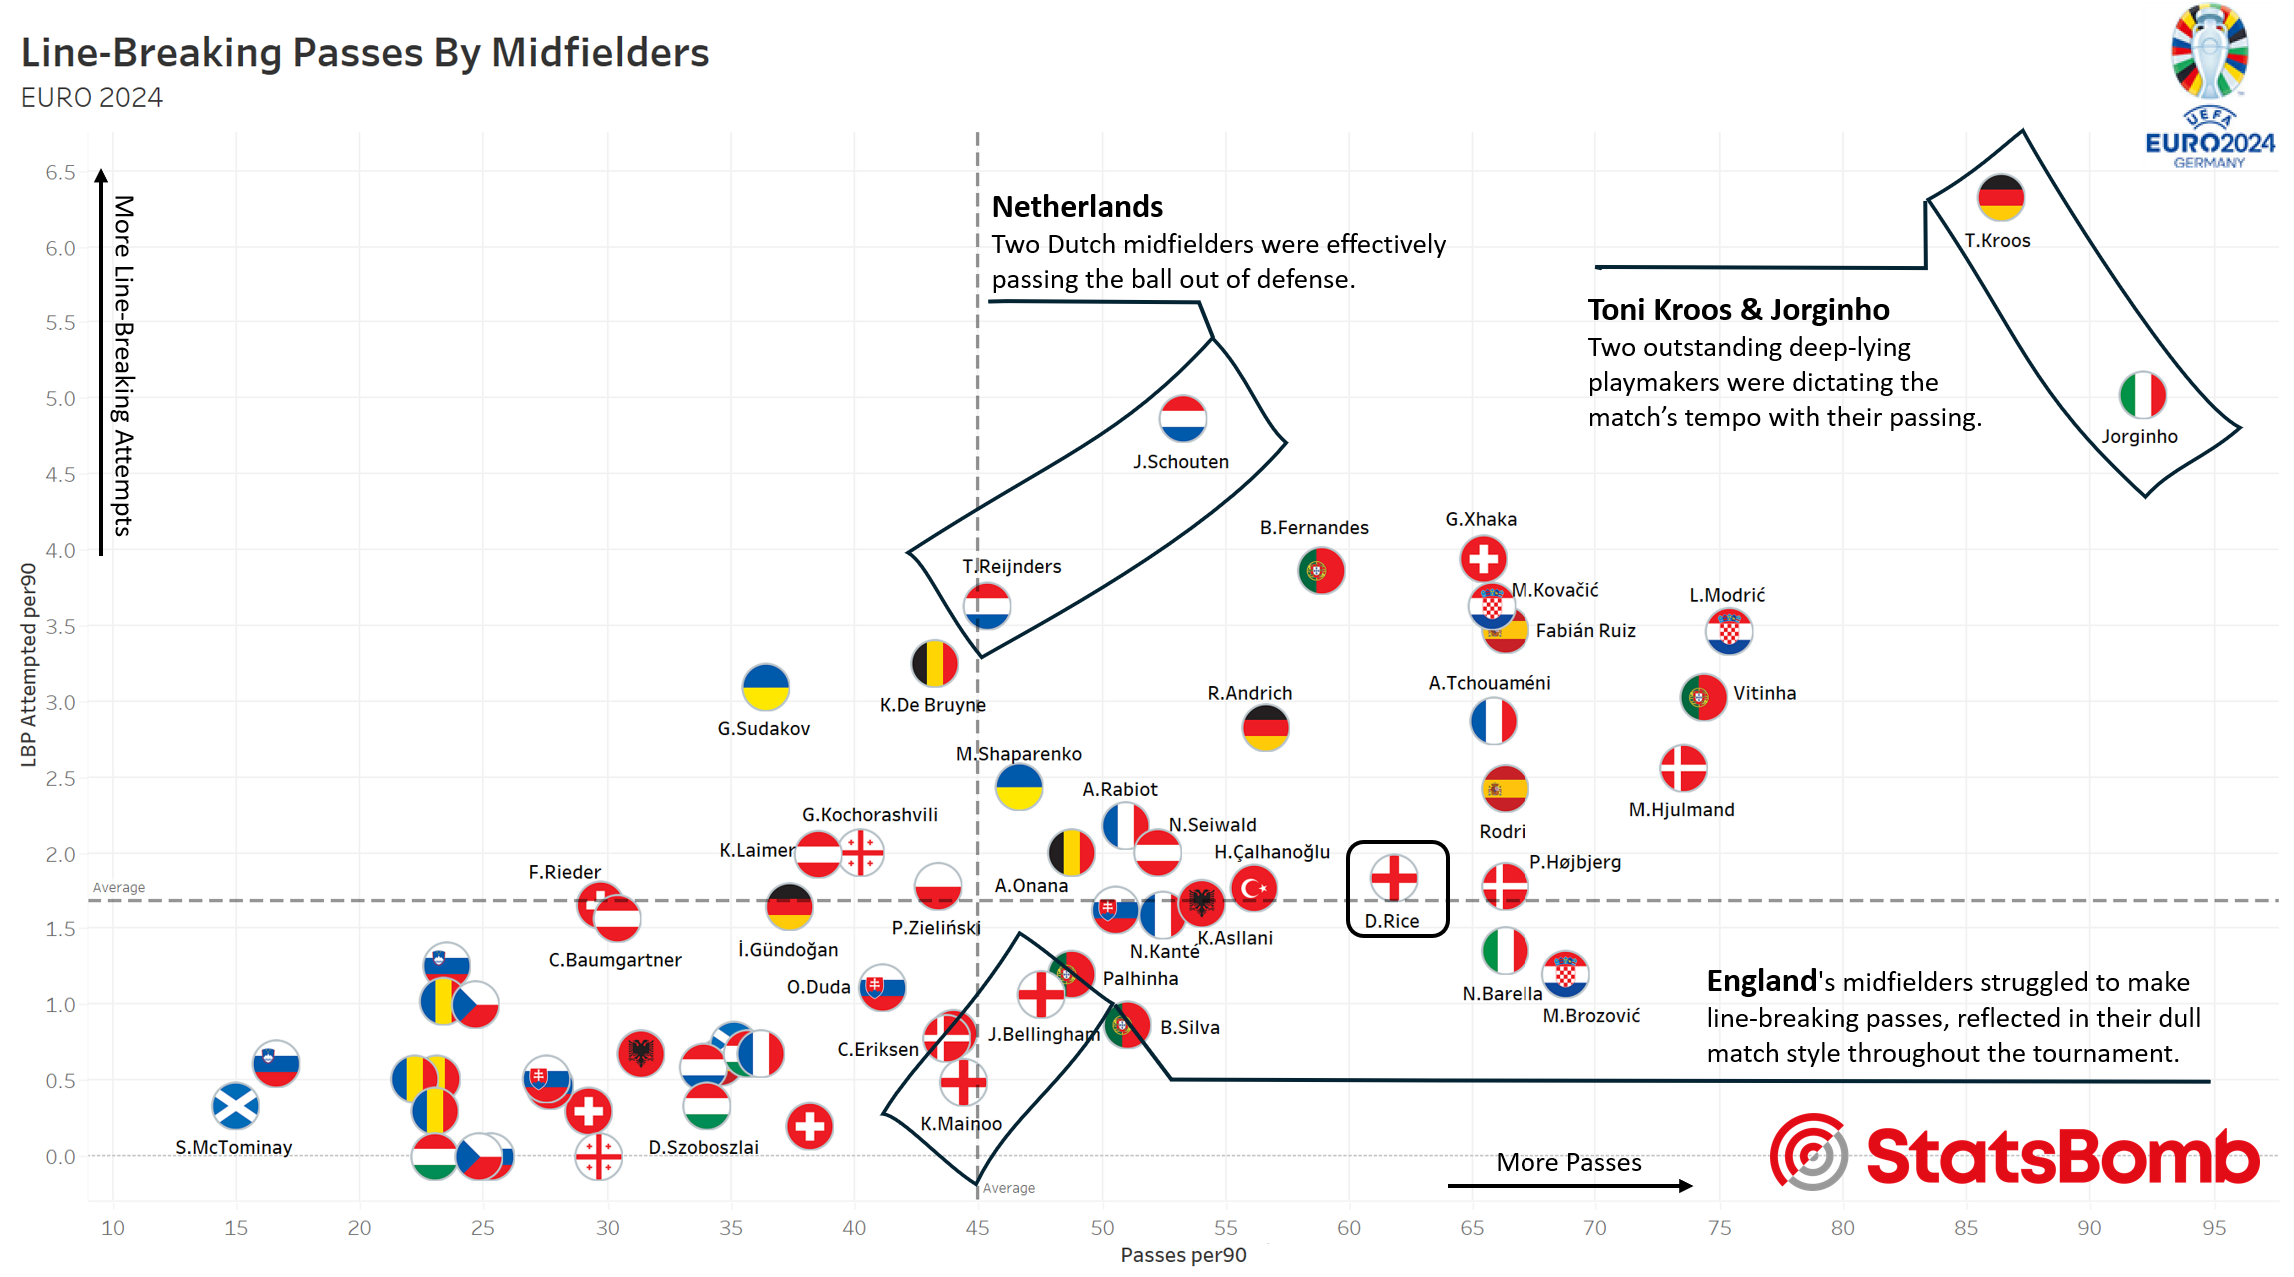 Line-Breaking Passes By Midfielders
EURO 2024
UEFA
EURO2024
GERMANY
More Line-Breaking Attempts
LBP Attempted per90
6.5
6.0
5.5
5.0
4.5
4.0
3.5
3.0
2.5
2.0
1.5
1.0
0.5
0.0
Netherlands
Two Dutch midfielders were effectively
passing the ball out of defense.
Toni Kroos & Jorginho
Two outstanding deep-lying
playmakers were dictating the
match’s tempo with their passing.
T.Kroos
Jorginho
J.Schouten
T.Reijnders
B.Fernandes
G.Xhaka
M.Kovačić
Fabián Ruiz
L.Modrić
K.De Bruyne
G.Sudakov
R.Andrich
A.Tchouaméni
Vitinha
M.Shaparenko
A.Rabiot
M.Hjulmand
Rodri
G.Kochorashvili
K.Laimer
N.Seiwald
H.Çalhanoğlu
P.Højbjerg
F.Rieder
A.Onana
Average
D.Rice
P.Zieliński
İ.Gündoğan
C.Baumgartner
N.Kanté
K.Asllani
O.Duda
Palhinha
N.Barella
M.Brozović
J.Bellingham
B.Silva
C.Eriksen
K.Mainoo
S.McTominay
D.Szoboszlai
England's midfielders struggled to make
line-breaking passes, reflected in their dull
match style throughout the tournament.
More Passes
StatsBomb
Average
10 15 20 25 30 35 40 45 50 55 60 65 70 75 80 85 90 95
Passes per90